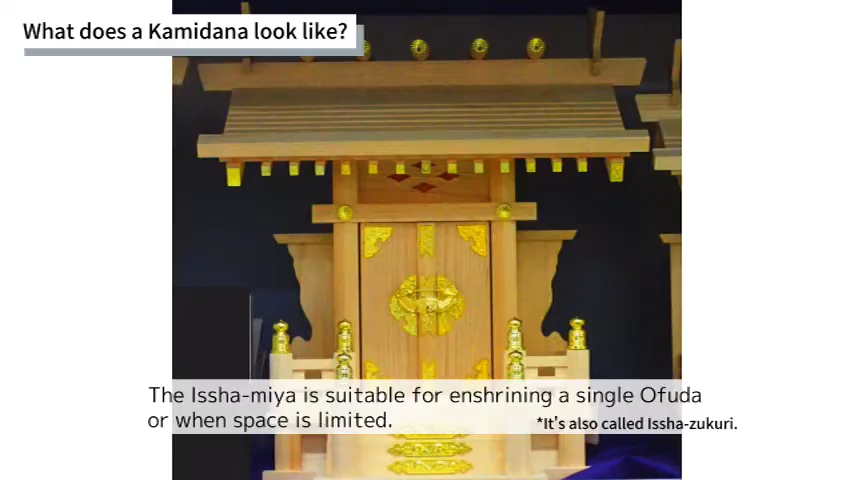 What does a Kamidana look like?
The Issha-miya is suitable for enshrining a single Ofuda
or when space is limited.
*It's also called Issha-zukuri.